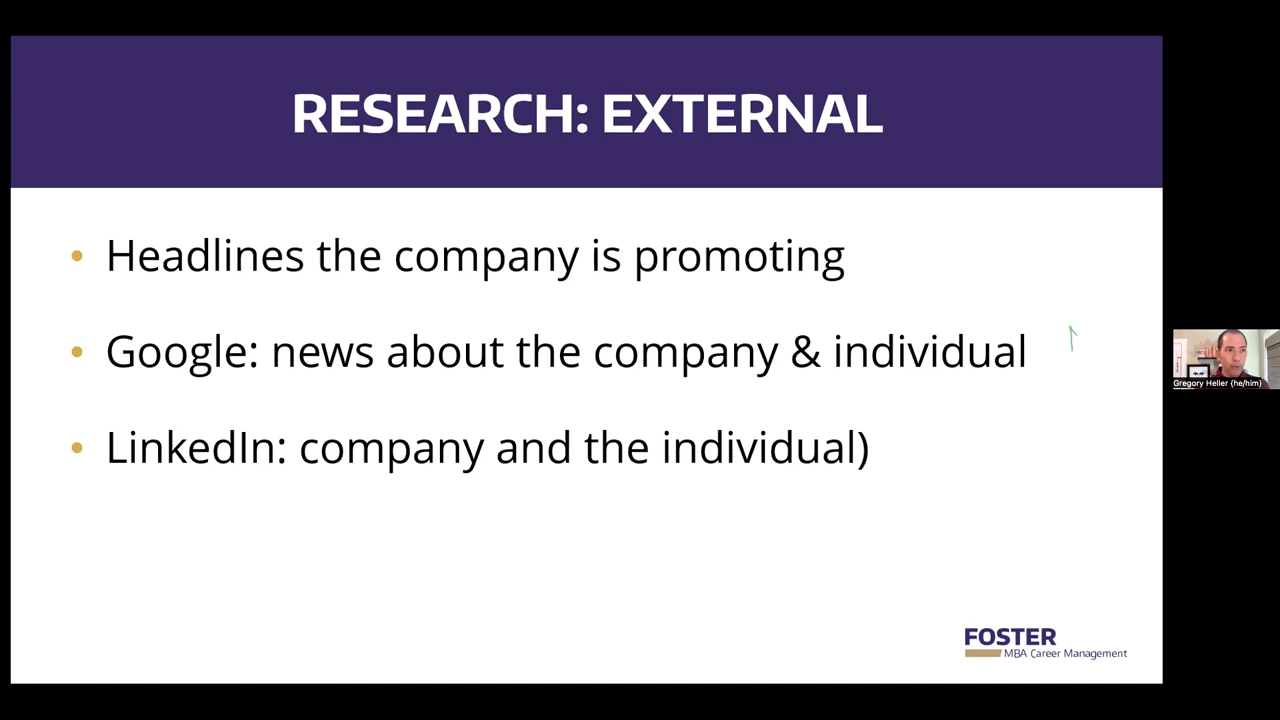 RESEARCH: EXTERNAL
• Headlines the company is promoting
• Google: news about the company & individual
• LinkedIn: company and the individual)
Gregory Heller (he/him)
FOSTER
MBA Career Management